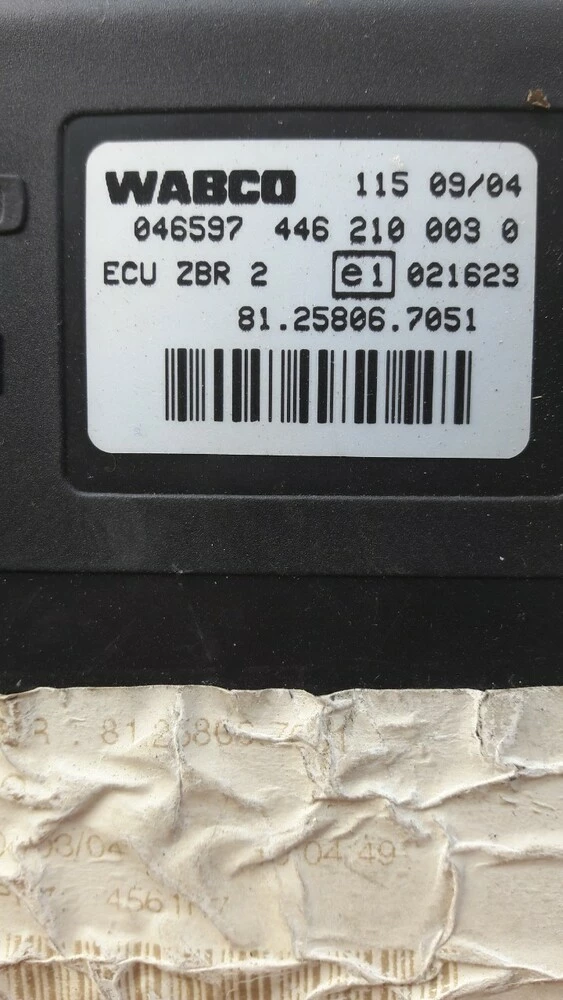 WABCO 115 09/04
046597 446 210 003 0
ECU ZBR 2 e1 021623
81.25806.7051